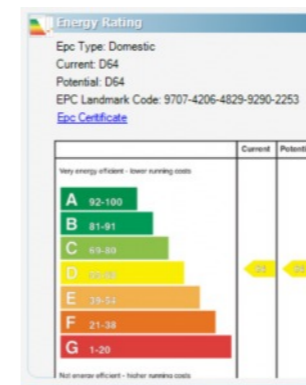 Energy Rating
Epc Type: Domestic
Current: D64
Potential: D64
EPC Landmark Code: 9707-4206-4829-9290-2253
Epc Certificate
Current Potenti
Very energy efficient - lower running costs
A 92-100
B 81-91
C 69-80
D
E 39-54
F 21-38
G 1-20
Not energy efficient - higher running costs